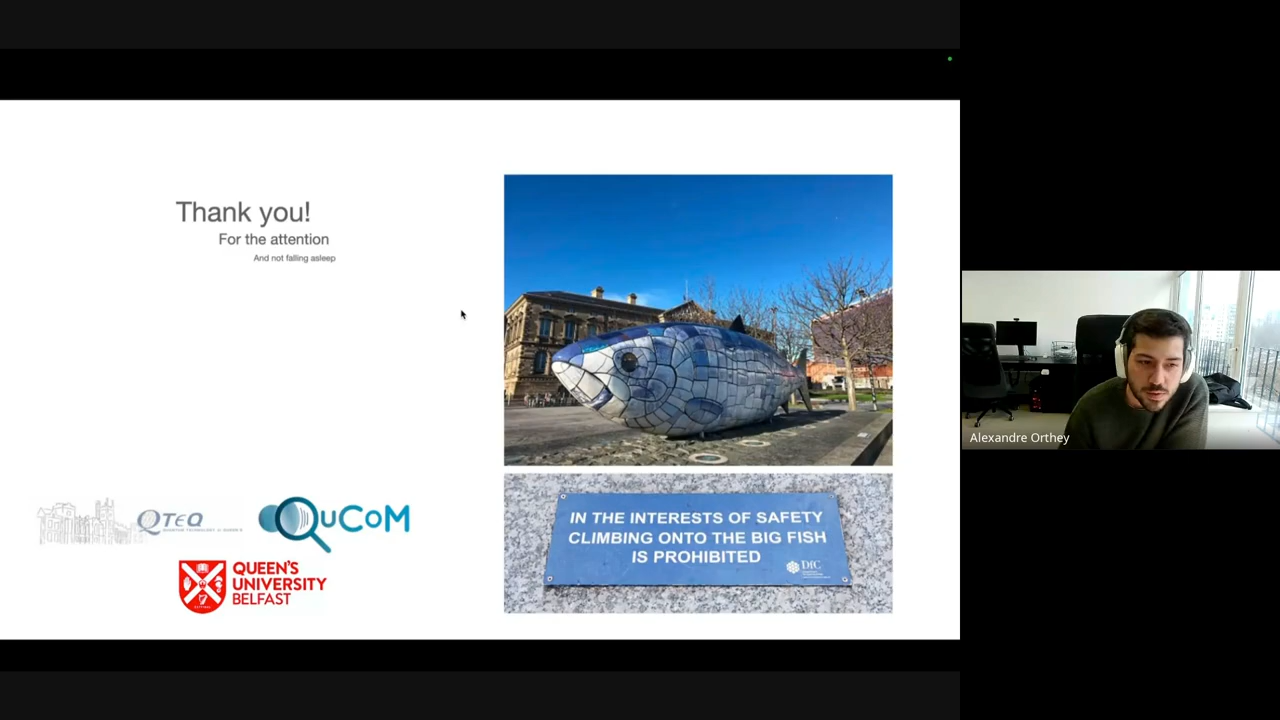 Thank you!
For the attention
And not falling asleep
QTeQ
QuCoM
QUEEN'S
UNIVERSITY
BELFAST
IN THE INTERESTS OF SAFETY
CLIMBING ONTO THE BIG FISH
IS PROHIBITED
DfC
Alexandre Orthey